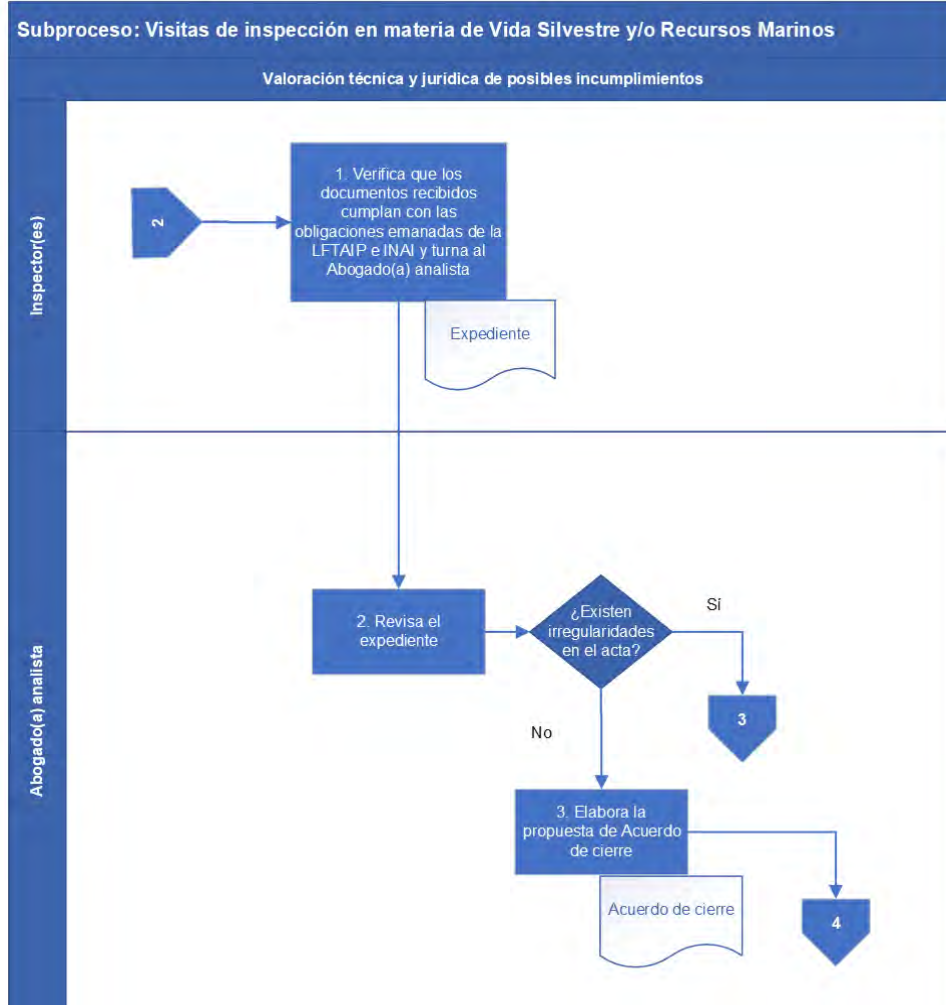 Subproceso: Visitas de inspección en materia de Vida Silvestre y/o Recursos Marinos
Valoración técnica y jurídica de posibles incumplimientos
Inspector(es)
2
1. Verifica que los
documentos recibidos
cumplan con las
obligaciones emanadas de la
LFTAIP e INAI y turna al
Abogado(a) analista
Expediente
Abogado(a) analista
2. Revisa el
expediente
¿Existen
irregularidades
en el acta?
Sí
3
No
3. Elabora la
propuesta de Acuerdo
de cierre
Acuerdo de cierre
4